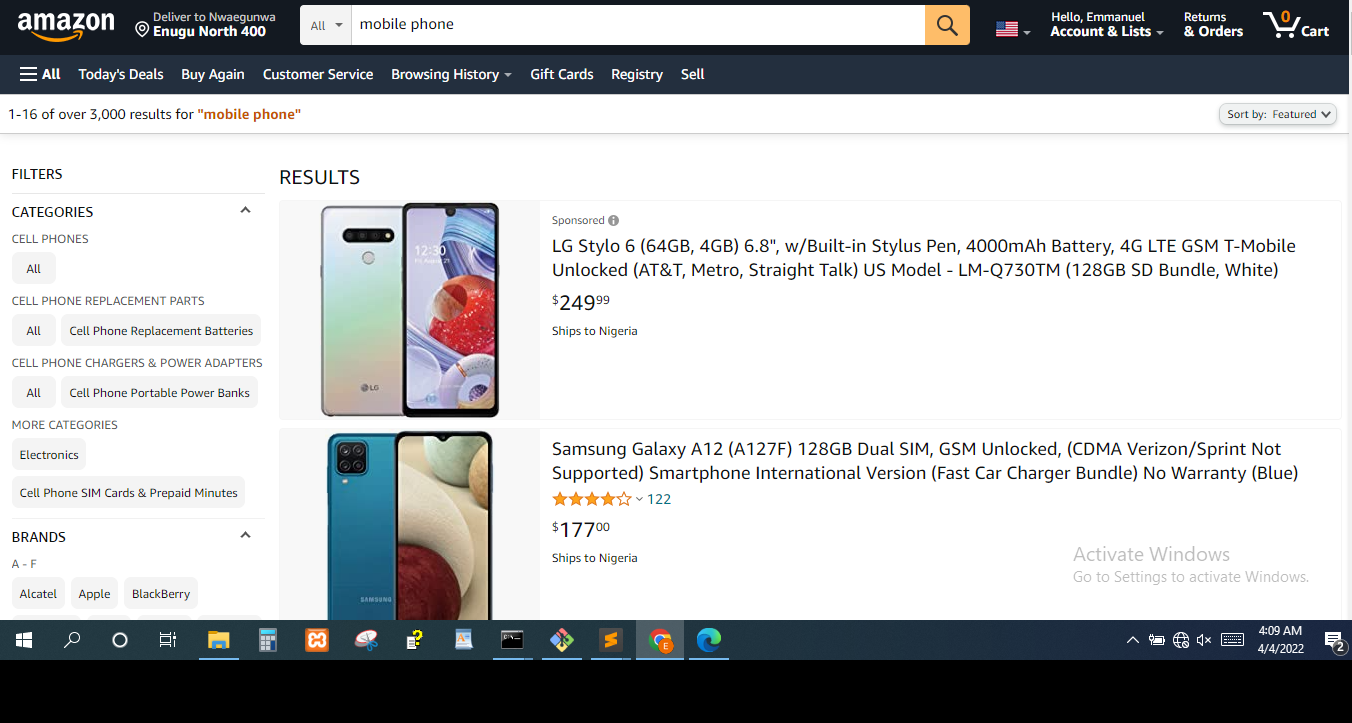 amazon
Deliver to Nwaegunwa
Enugu North 400
All
mobile phone
Hello, Emmanuel
Account & Lists
Returns
& Orders
0
Cart
All
Today's Deals
Buy Again
Customer Service
Browsing History
Gift Cards
Registry
Sell
1-16 of over 3,000 results for "mobile phone"
Sort by: Featured
FILTERS
CATEGORIES
CELL PHONES
All
CELL PHONE REPLACEMENT PARTS
All
Cell Phone Replacement Batteries
CELL PHONE CHARGERS & POWER ADAPTERS
All
Cell Phone Portable Power Banks
MORE CATEGORIES
Electronics
Cell Phone SIM Cards & Prepaid Minutes
BRANDS
A - F
Alcatel
Apple
BlackBerry
RESULTS
12:30
LG
Sponsored
LG Stylo 6 (64GB, 4GB) 6.8", w/Built-in Stylus Pen, 4000mAh Battery, 4G LTE GSM T-Mobile
Unlocked (AT&T, Metro, Straight Talk) US Model - LM-Q730TM (128GB SD Bundle, White)
$24999
Ships to Nigeria
SAMSUNG
Samsung Galaxy A12 (A127F) 128GB Dual SIM, GSM Unlocked, (CDMA Verizon/Sprint Not
Supported) Smartphone International Version (Fast Car Charger Bundle) No Warranty (Blue)
122
$17700
Ships to Nigeria
Activate Windows
Go to Settings to activate Windows.
E
4:09 AM
4/4/2022
2